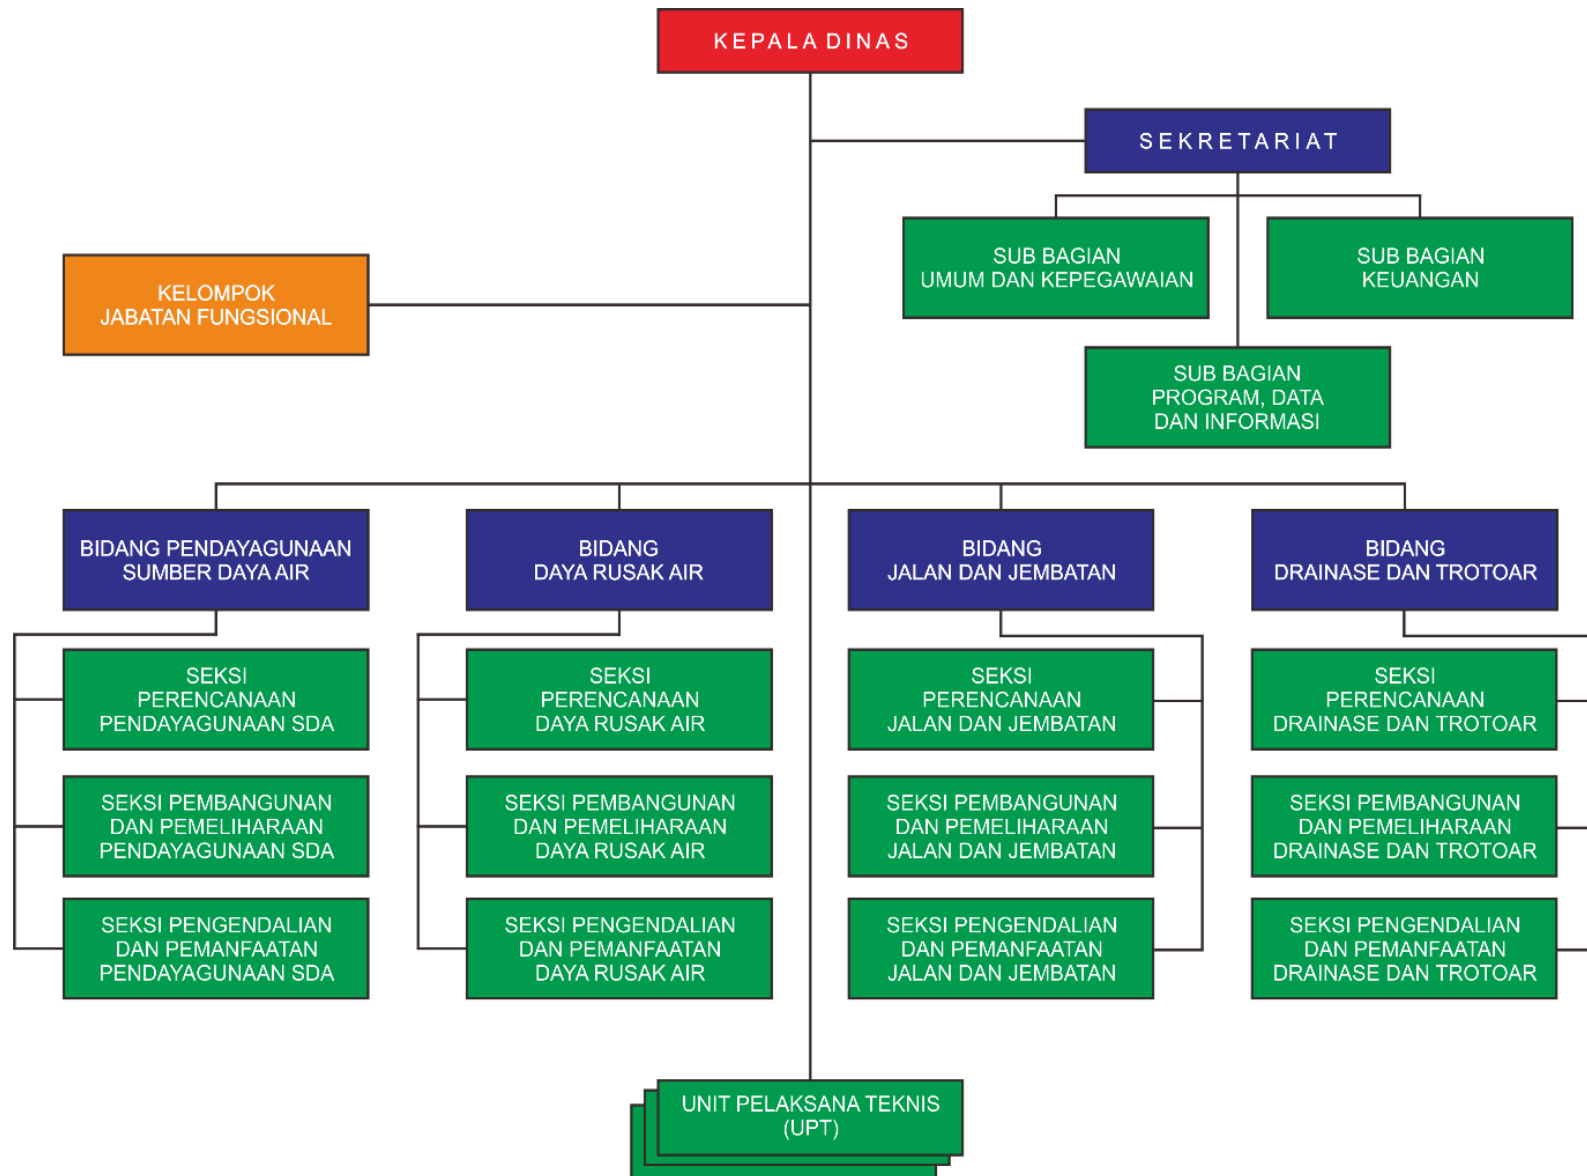 KEPALA DINAS
SEKRETARIAT
SUB BAGIAN
UMUM DAN KEPEGAWAIAN
SUB BAGIAN
KEUANGAN
KELOMPOK
JABATAN FUNGSIONAL
SUB BAGIAN
PROGRAM, DATA
DAN INFORMASI
BIDANG PENDAYAGUNAAN
SUMBER DAYA AIR
BIDANG
DAYA RUSAK AIR
BIDANG
JALAN DAN JEMBATAN
BIDANG
DRAINASE DAN TROTOAR
SEKSI
PERENCANAAN
PENDAYAGUNAAN SDA
SEKSI
PERENCANAAN
DAYA RUSAK AIR
SEKSI
PERENCANAAN
JALAN DAN JEMBATAN
SEKSI
PERENCANAAN
DRAINASE DAN TROTOAR
SEKSI PEMBANGUNAN
DAN PEMELIHARAAN
PENDAYAGUNAAN SDA
SEKSI PEMBANGUNAN
DAN PEMELIHARAAN
DAYA RUSAK AIR
SEKSI PEMBANGUNAN
DAN PEMELIHARAAN
JALAN DAN JEMBATAN
SEKSI PEMBANGUNAN
DAN PEMELIHARAAN
DRAINASE DAN TROTOAR
SEKSI PENGENDALIAN
DAN PEMANFAATAN
PENDAYAGUNAAN SDA
SEKSI PENGENDALIAN
DAN PEMANFAATAN
DAYA RUSAK AIR
SEKSI PENGENDALIAN
DAN PEMANFAATAN
JALAN DAN JEMBATAN
SEKSI PENGENDALIAN
DAN PEMANFAATAN
DRAINASE DAN TROTOAR
UNIT PELAKSANA TEKNIS
(UPT)